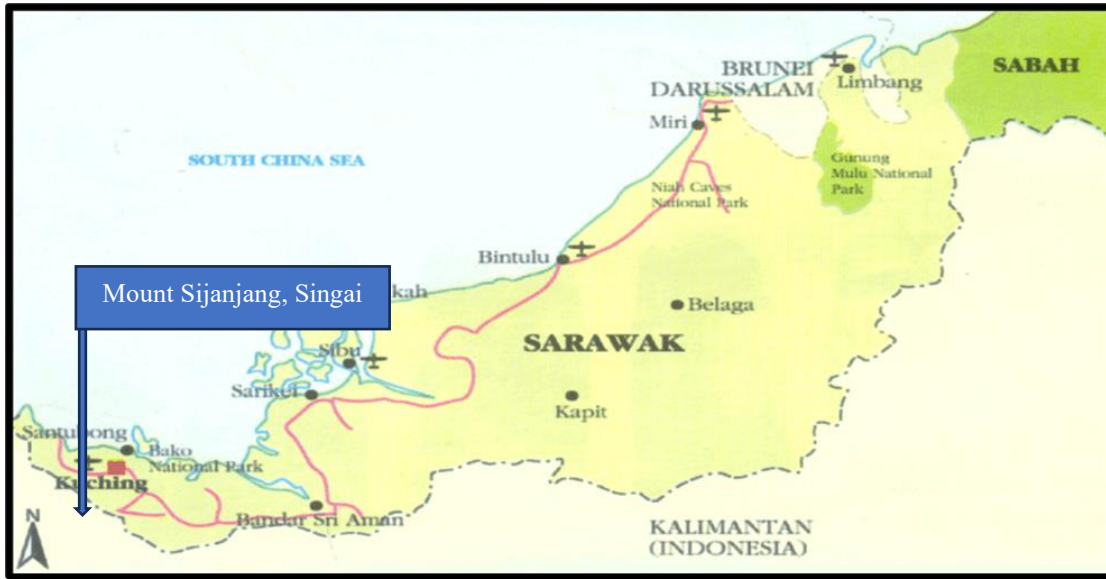 BRUNEI
DARUSSALAM
SABAH
Limbang
Miri
SOUTH CHINA SEA
Gunung
Mulu National
Park
Niah Caves
National Park
Bintulu
Mount Sijanjang, Singai
kah
Belaga
SARAWAK
Sibu
Sarikei
Kapit
Santubong
Bako
National Park
Kuching
Bandar Sri Aman
N
KALIMANTAN
(INDONESIA)